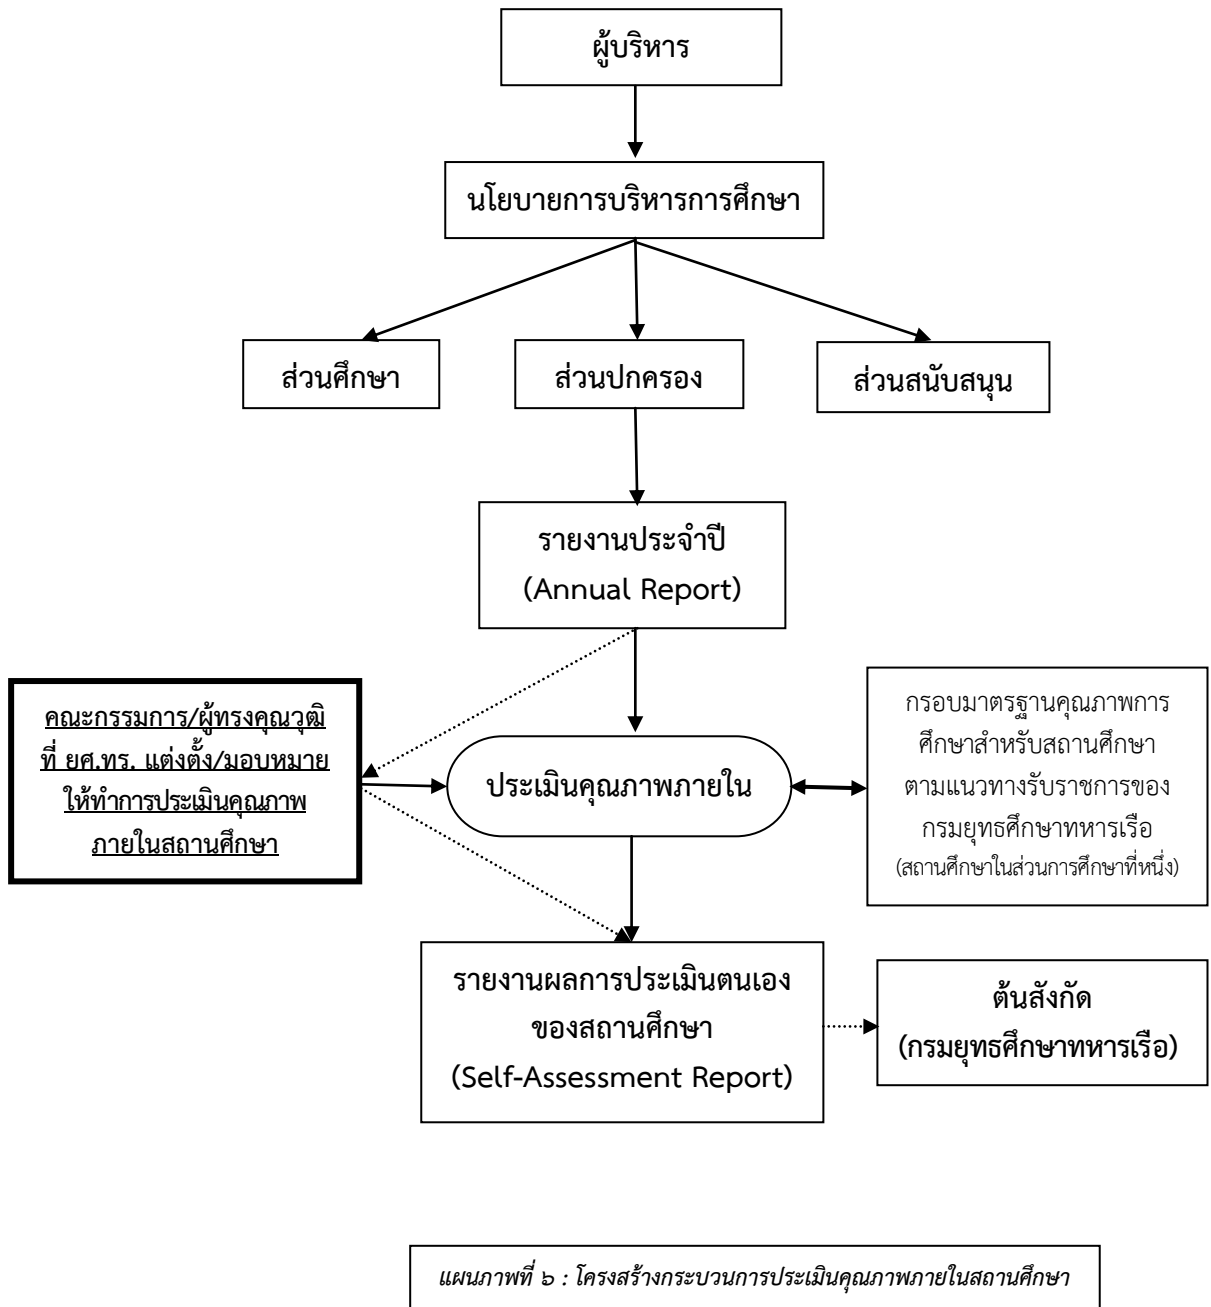 ผู้บริหาร
นโยบายการบริหารการศึกษา
ส่วนศึกษา
ส่วนปกครอง
ส่วนสนับสนุน
รายงานประจำปี
(Annual Report)
คณะกรรมการ/ผู้ทรงคุณวุฒิ
ที่ ยศ.ทร. แต่งตั้ง/มอบหมาย
ให้ทำการประเมินคุณภาพ
ภายในสถานศึกษา
ประเมินคุณภาพภายใน
กรอบมาตรฐานคุณภาพการ
ศึกษาสำหรับสถานศึกษา
ตามแนวทางรับราชการของ
กรมยุทธศึกษาทหารเรือ
(สถานศึกษาในส่วนการศึกษาที่หนึ่ง)
รายงานผลการประเมินตนเอง
ของสถานศึกษา
(Self-Assessment Report)
ต้นสังกัด
(กรมยุทธศึกษาทหารเรือ)
แผนภาพที่ ๖ : โครงสร้างกระบวนการประเมินคุณภาพภายในสถานศึกษา